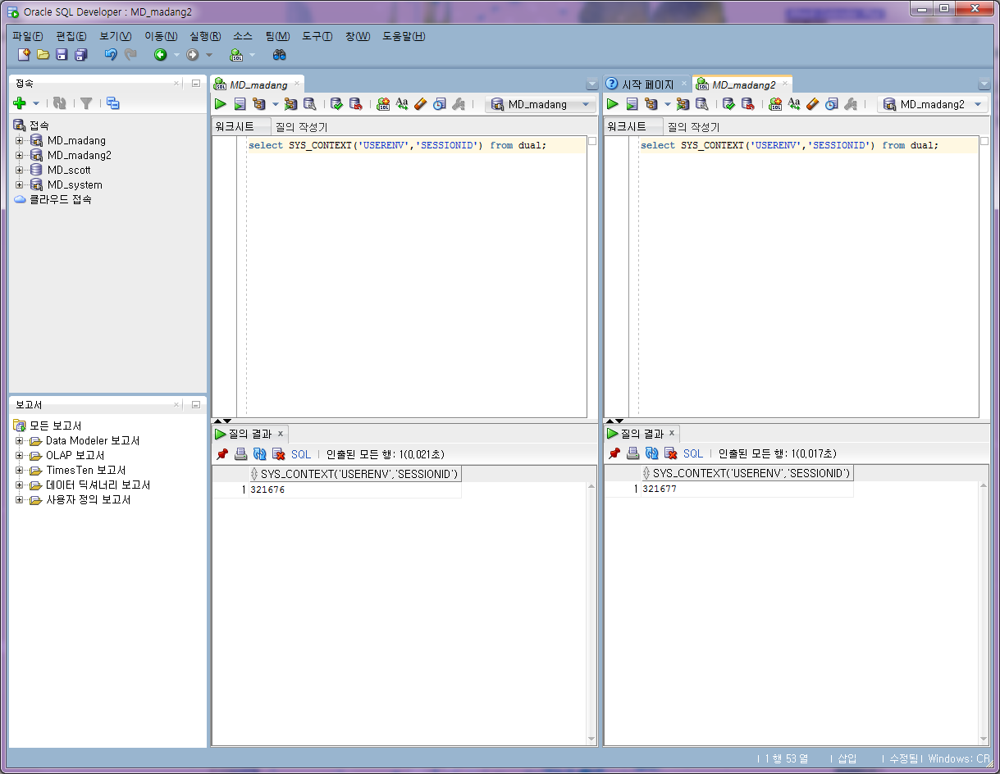 Oracle SQL Developer : MD_madang2
파일(F) 편집(E) 보기(V) 이동(N) 실행(R) 소스 팀(M) 도구(T) 창(W) 도움말(H)
접속
접속
MD_madang
MD_madang2
MD_scott
MD_system
클라우드 접속
보고서
모든 보고서
Data Modeler 보고서
OLAP 보고서
TimesTen 보고서
데이터 딕셔너리 보고서
사용자 정의 보고서
MD_madang
MD_madang
워크시트 질의 작성기
select SYS_CONTEXT('USERENV','SESSIONID') from dual;
질의 결과
SQL | 인출된 모든 행: 1(0,021초)
SYS_CONTEXT('USERENV','SESSIONID')
1 321676
시작 페이지 MD_madang2
MD_madang2
워크시트 질의 작성기
select SYS_CONTEXT('USERENV','SESSIONID') from dual;
질의 결과
SQL | 인출된 모든 행: 1(0,017초)
SYS_CONTEXT('USERENV','SESSIONID')
1 321677
1 행 53 열 | 삽입 | 수정됨 | Windows: CR